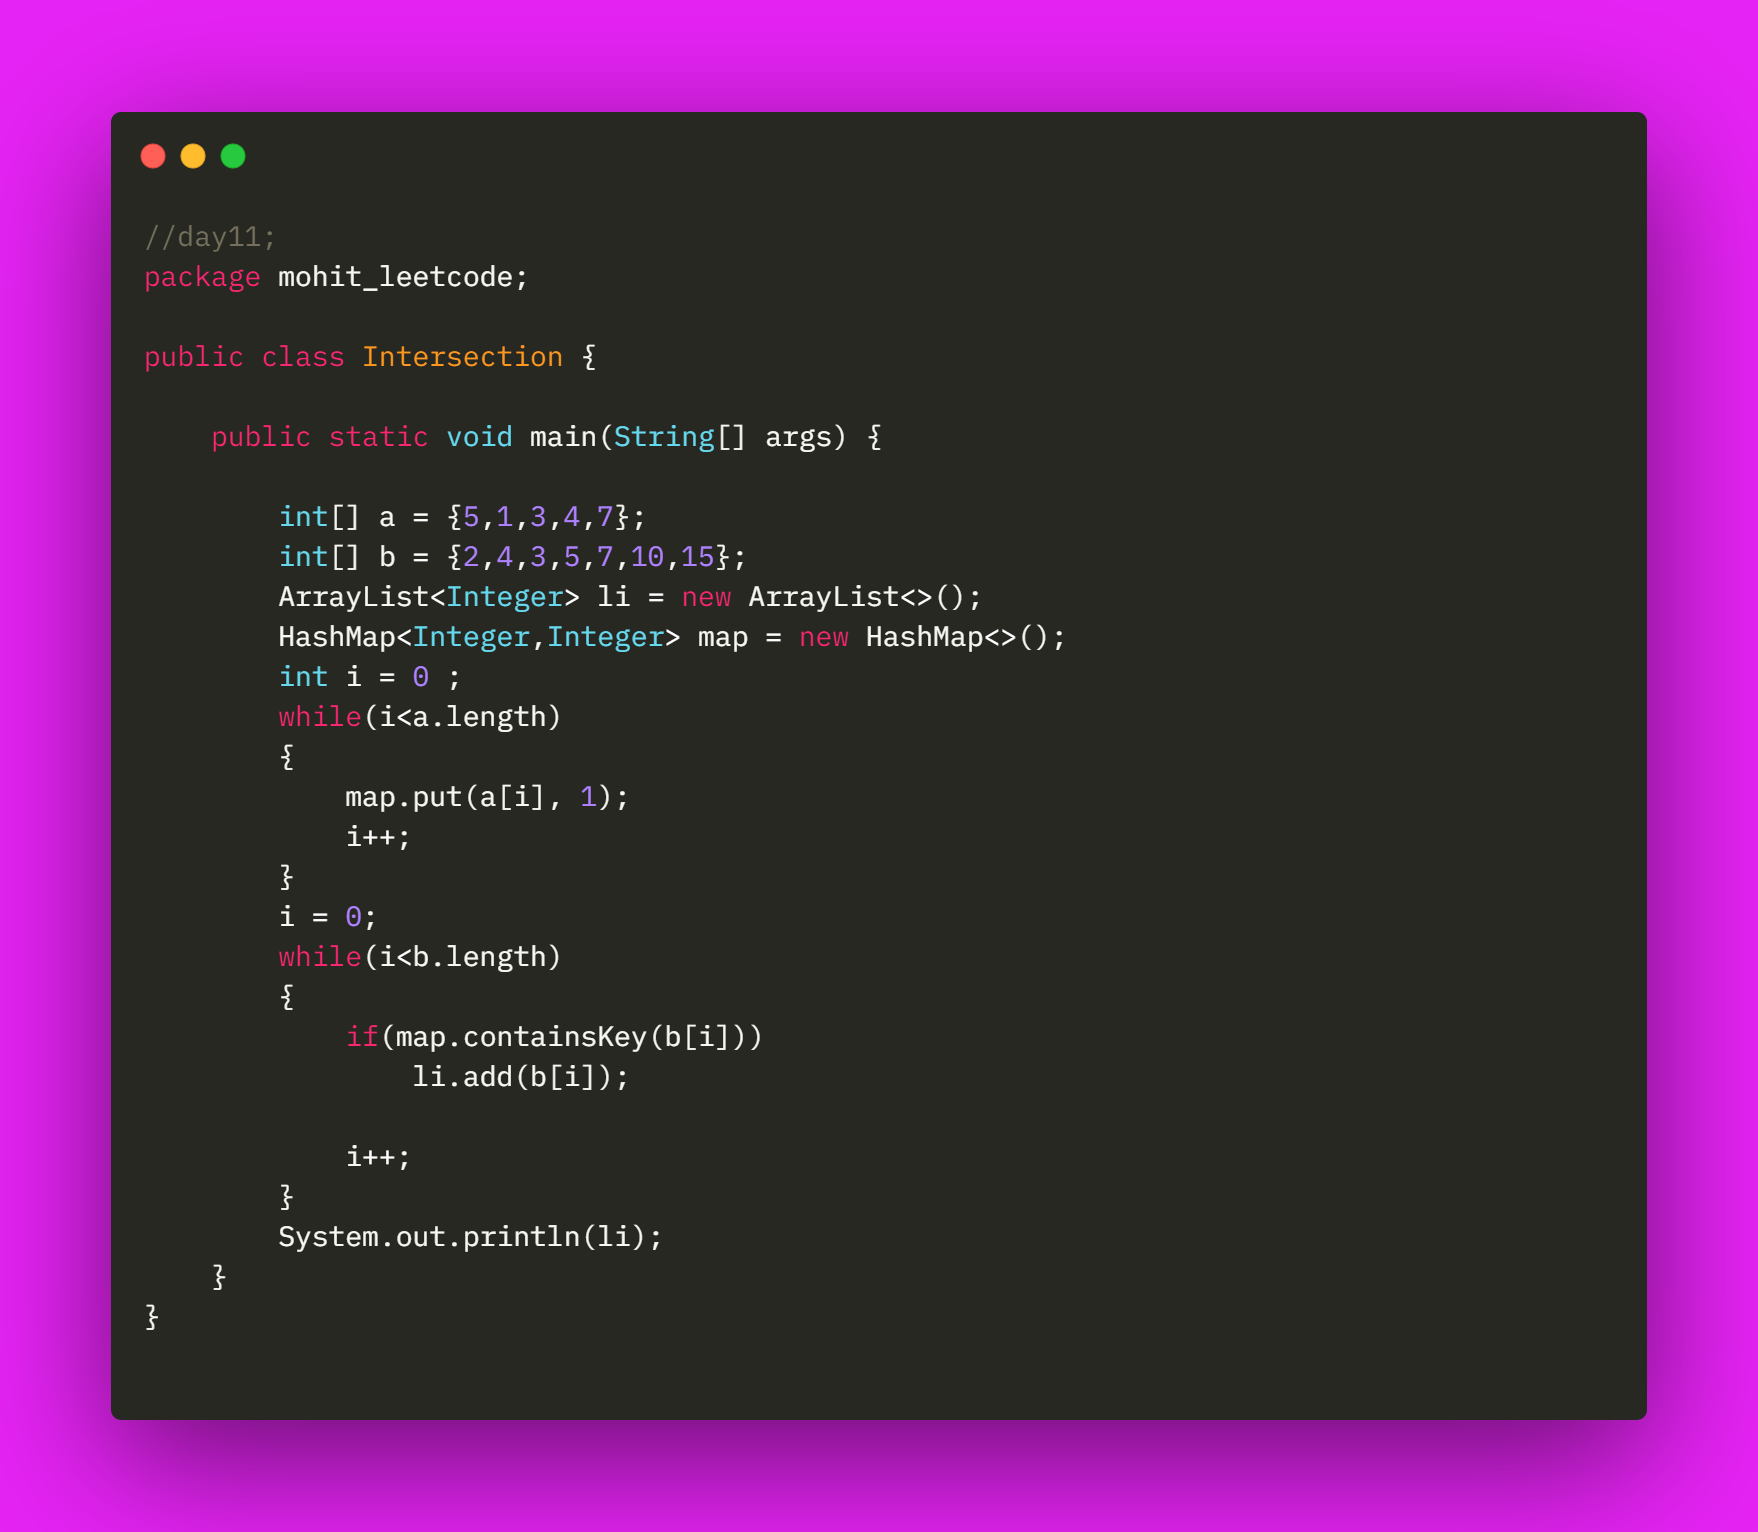 //day11;
package mohit_leetcode;

public class Intersection {

    public static void main(String[] args) {

        int[] a = {5,1,3,4,7};
        int[] b = {2,4,3,5,7,10,15};
        ArrayList<Integer> li = new ArrayList<>();
        HashMap<Integer,Integer> map = new HashMap<>();
        int i = 0 ;
        while(i<a.length)
        {
            map.put(a[i], 1);
            i++;
        }
        i = 0;
        while(i<b.length)
        {
            if(map.containsKey(b[i]))
                li.add(b[i]);

            i++;
        }
        System.out.println(li);
    }
}